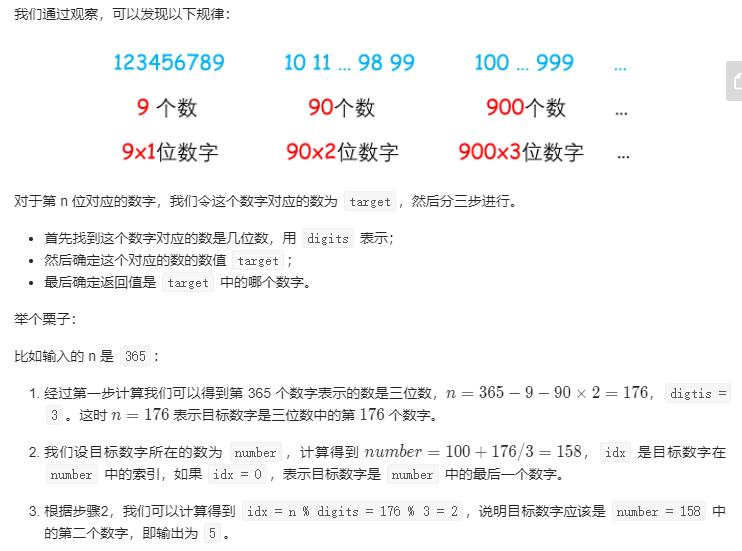 我们通过观察，可以发现以下规律：
123456789 10 11 ... 98 99 100 ... 999 ...
9 个数 90个数 900个数 ...
9x1位数字 90x2位数字 900x3位数字 ...
对于第 n 位对应的数字，我们令这个数字对应的数为 target ，然后分三步进行。
• 首先找到这个数字对应的数是几位数，用 digits 表示；
• 然后确定这个对应的数的数值 target ；
• 最后确定返回值是 target 中的哪个数字。
举个栗子：
比如输入的 n 是 365 ：
1. 经过第一步计算我们可以得到第 365 个数字表示的数是三位数，n = 365 − 9 − 90 × 2 = 176， digtis =
3 。这时 n = 176 表示目标数字是三位数中的第 176 个数字。
2. 我们设目标数字所在的数为 number ，计算得到 number = 100 + 176/3 = 158， idx 是目标数字在
number 中的索引，如果 idx = 0 ，表示目标数字是 number 中的最后一个数字。
3. 根据步骤2，我们可以计算得到 idx = n % digits = 176 % 3 = 2 ，说明目标数字应该是 number = 158 中
的第二个数字，即输出为 5 。